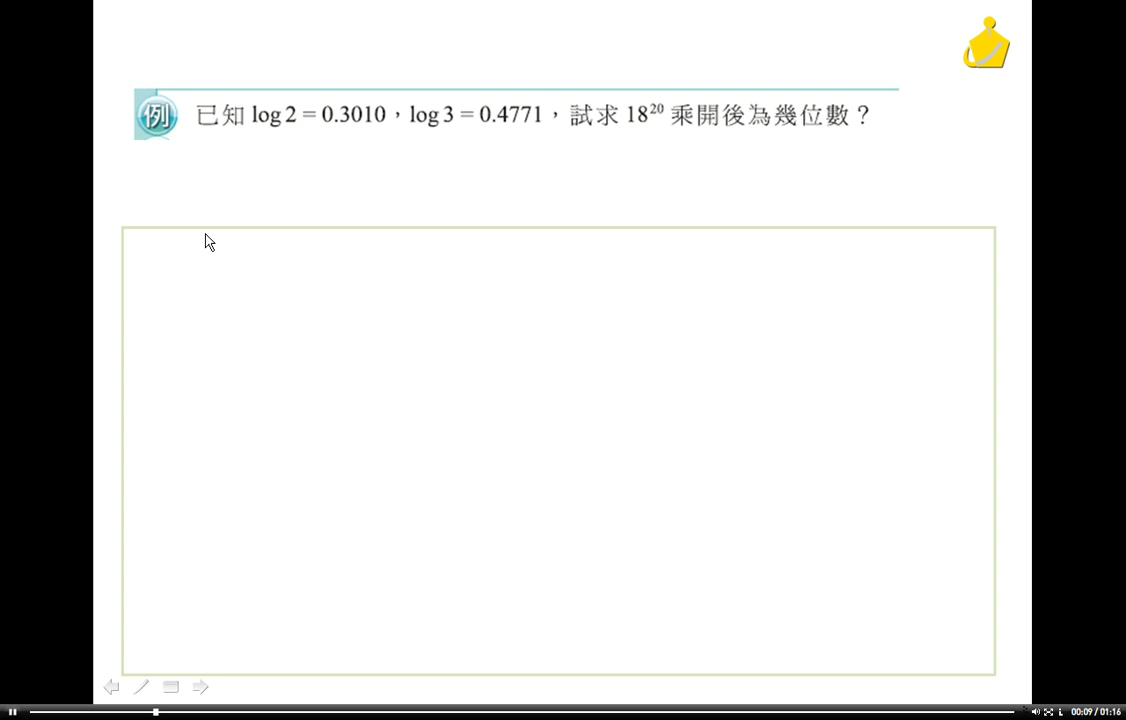 例 已知 log 2 = 0.3010，log 3 = 0.4771，試求 18²⁰ 乘開後為幾位數？
00:09 / 01:16